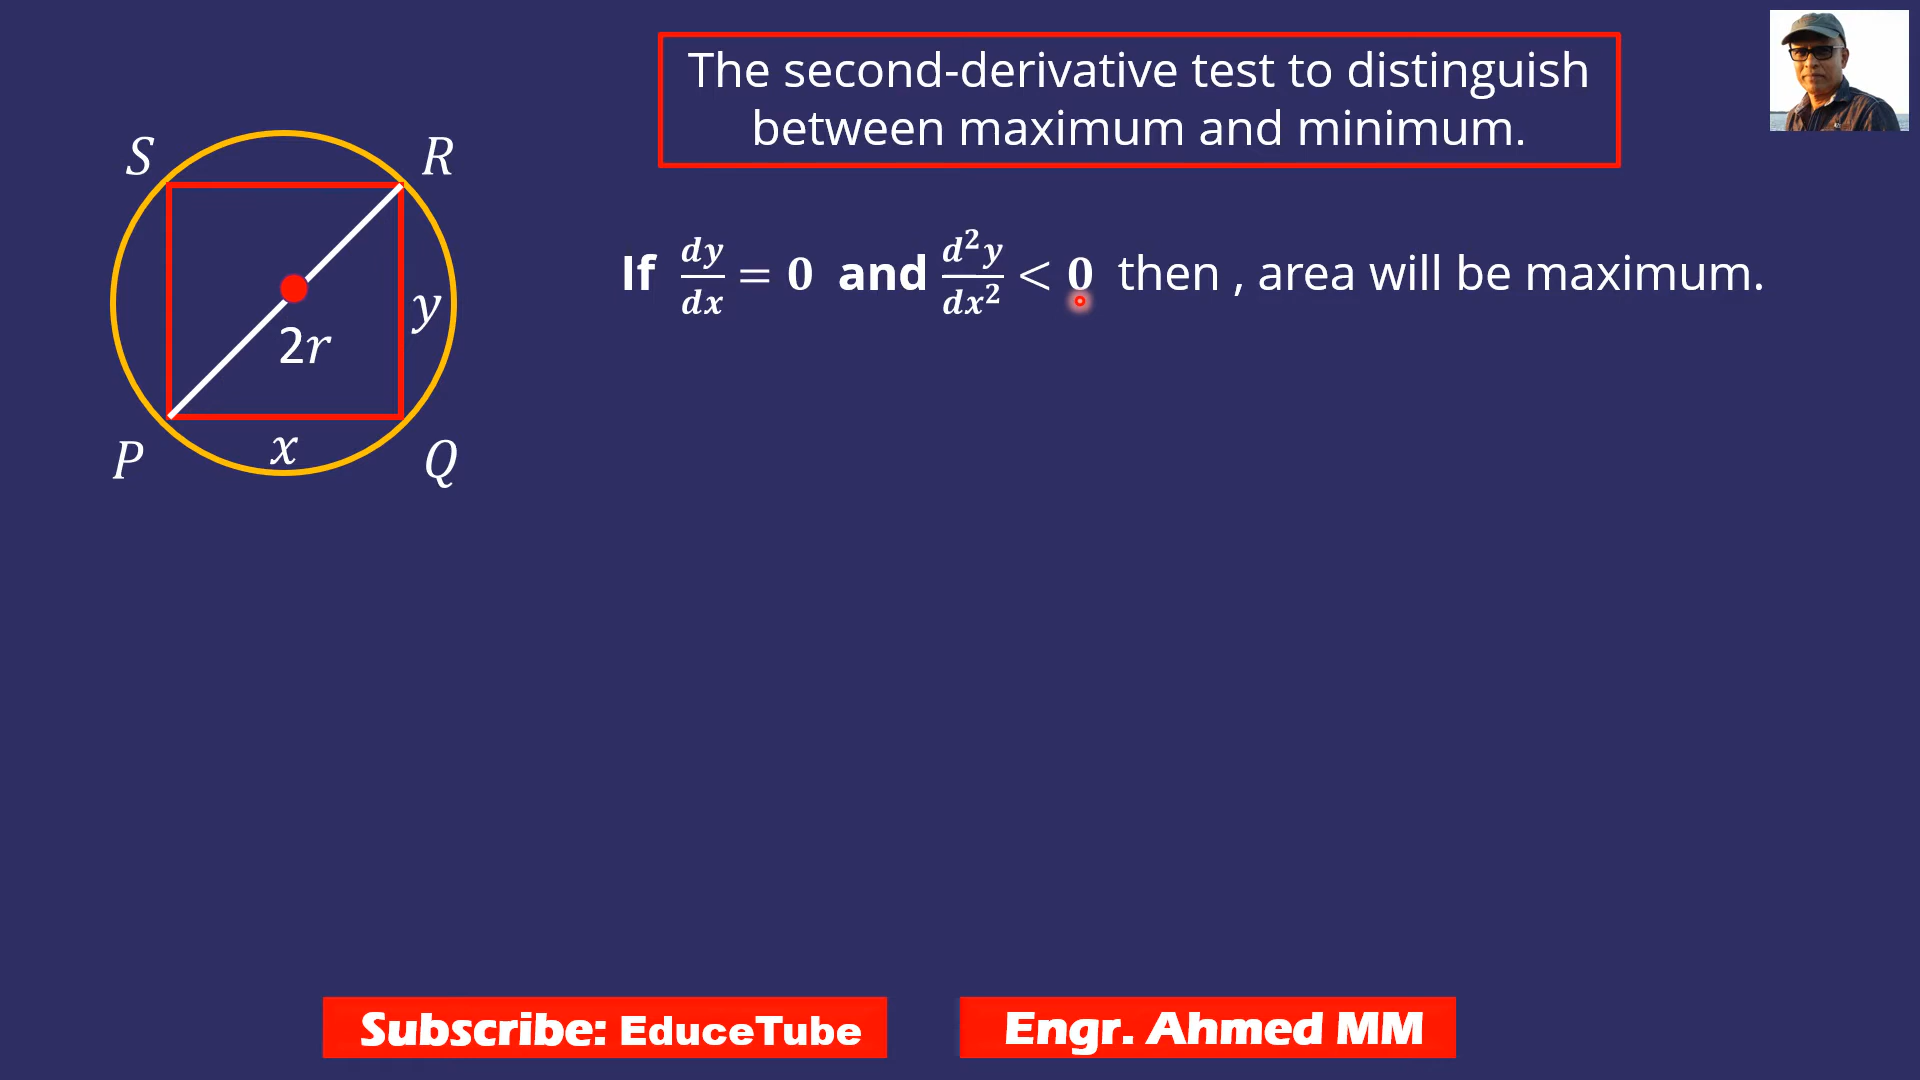 The second-derivative test to distinguish
between maximum and minimum.
S
R
If dy/dx = 0 and d²y/dx² < 0 then , area will be maximum.
y
2r
x
P
Q
Subscribe: EduceTube
Engr. Ahmed MM